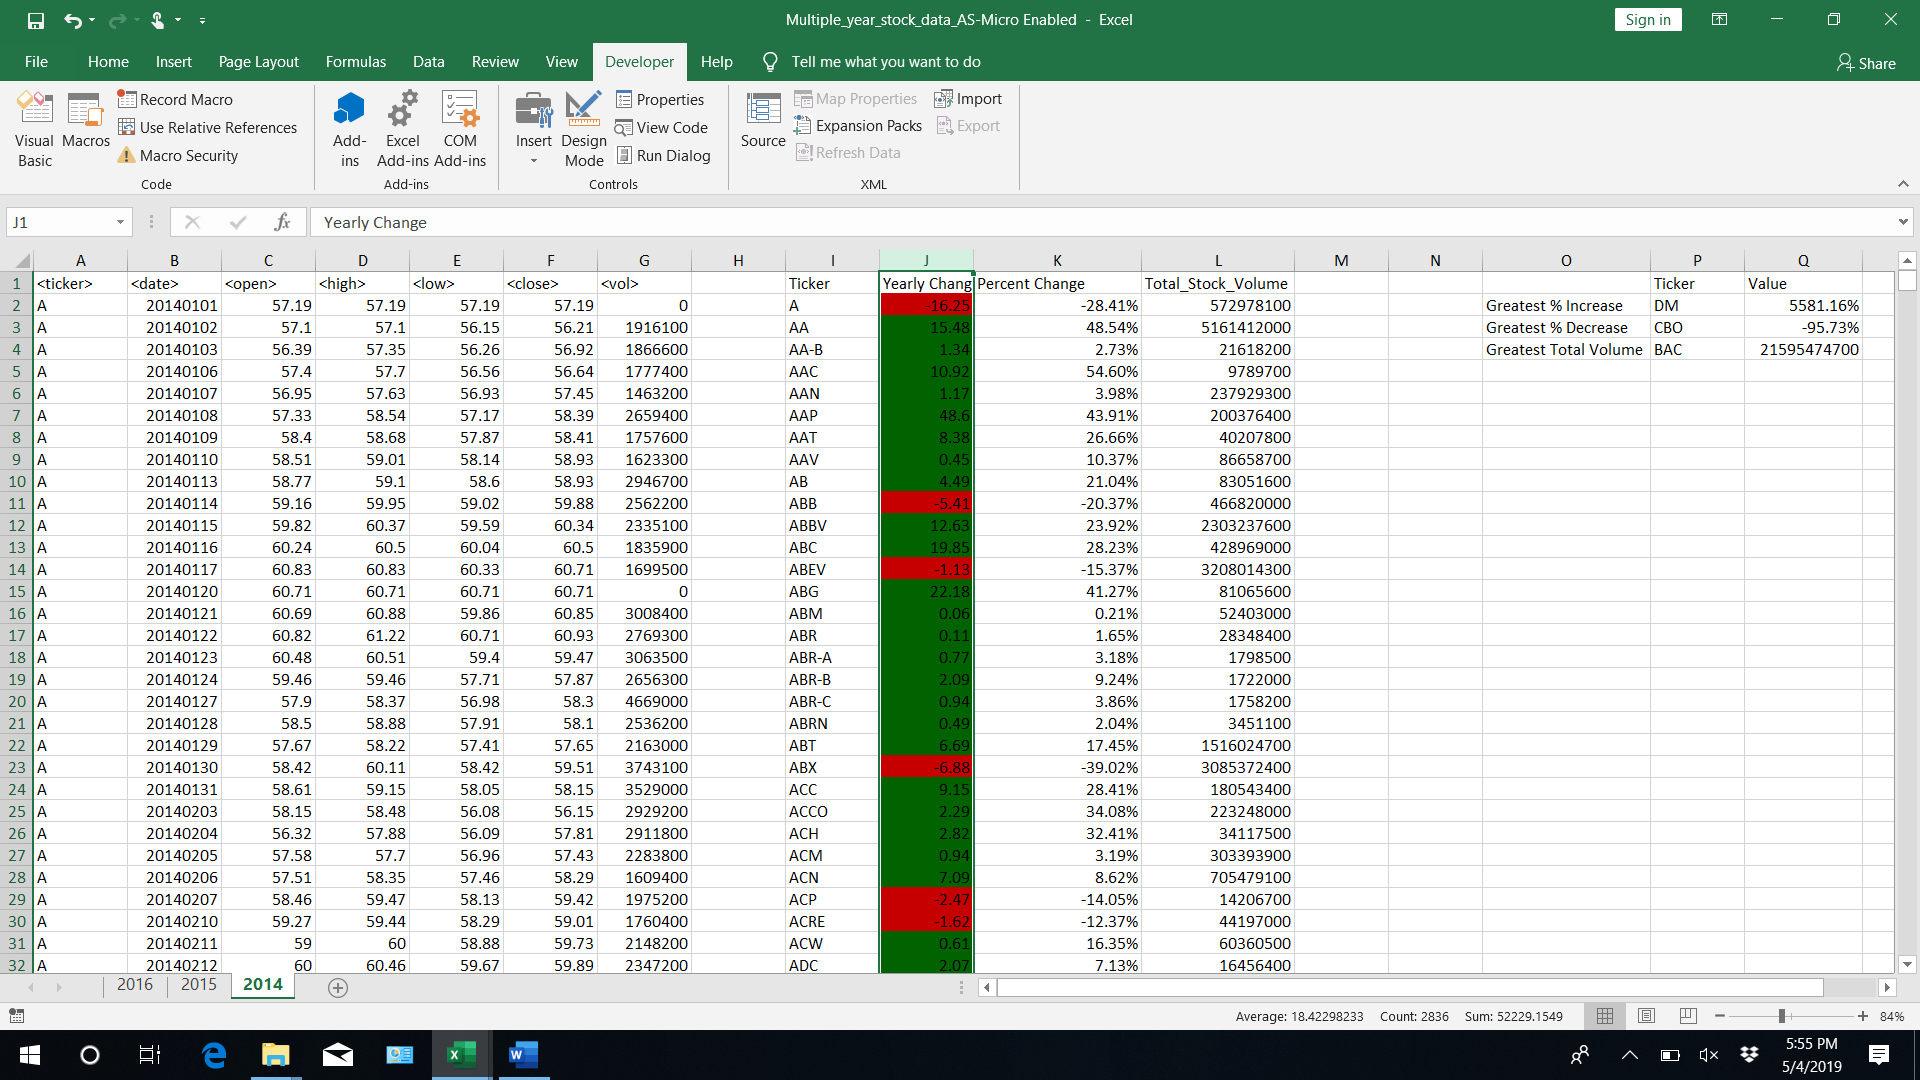 Multiple_year_stock_data_AS-Micro Enabled - Excel
Sign in
File Home Insert Page Layout Formulas Data Review View Developer Help Tell me what you want to do Share
Visual Basic
Macros
Record Macro
Use Relative References
Macro Security
Code
Add-ins
Excel Add-ins
COM Add-ins
Add-ins
Insert
Design Mode
Properties
View Code
Run Dialog
Controls
Source
Map Properties
Expansion Packs
Refresh Data
Import
Export
XML
J1 fx Yearly Change
A B C D E F G H I J K L M N O P Q
1 <ticker> <date> <open> <high> <low> <close> <vol> Ticker Yearly Chang Percent Change Total_Stock_Volume Ticker Value
2 A 20140101 57.19 57.19 57.19 57.19 0 A -16.25 -28.41% 572978100 Greatest % Increase DM 5581.16%
3 A 20140102 57.1 57.1 56.15 56.21 1916100 AA 15.48 48.54% 5161412000 Greatest % Decrease CBO -95.73%
4 A 20140103 56.39 57.35 56.26 56.92 1866600 AA-B 1.34 2.73% 21618200 Greatest Total Volume BAC 21595474700
5 A 20140106 57.4 57.7 56.56 56.64 1777400 AAC 10.92 54.60% 9789700
6 A 20140107 56.95 57.63 56.93 57.45 1463200 AAN 1.17 3.98% 237929300
7 A 20140108 57.33 58.54 57.17 58.39 2659400 AAP 48.6 43.91% 200376400
8 A 20140109 58.4 58.68 57.87 58.41 1757600 AAT 8.38 26.66% 40207800
9 A 20140110 58.51 59.01 58.14 58.93 1623300 AAV 0.45 10.37% 86658700
10 A 20140113 58.77 59.1 58.6 58.93 2946700 AB 4.49 21.04% 83051600
11 A 20140114 59.16 59.95 59.02 59.88 2562200 ABB -5.41 -20.37% 466820000
12 A 20140115 59.82 60.37 59.59 60.34 2335100 ABBV 12.63 23.92% 2303237600
13 A 20140116 60.24 60.5 60.04 60.5 1835900 ABC 19.85 28.23% 428969000
14 A 20140117 60.83 60.83 60.33 60.71 1699500 ABEV -1.13 -15.37% 3208014300
15 A 20140120 60.71 60.71 60.71 60.71 0 ABG 22.18 41.27% 81065600
16 A 20140121 60.69 60.88 59.86 60.85 3008400 ABM 0.06 0.21% 52403000
17 A 20140122 60.82 61.22 60.71 60.93 2769300 ABR 0.11 1.65% 28348400
18 A 20140123 60.48 60.51 59.4 59.47 3063500 ABR-A 0.77 3.18% 1798500
19 A 20140124 59.46 59.46 57.71 57.87 2656300 ABR-B 2.09 9.24% 1722000
20 A 20140127 57.9 58.37 56.98 58.3 4669000 ABR-C 0.94 3.86% 1758200
21 A 20140128 58.5 58.88 57.91 58.1 2536200 ABRN 0.49 2.04% 3451100
22 A 20140129 57.67 58.22 57.41 57.65 2163000 ABT 6.69 17.45% 1516024700
23 A 20140130 58.42 60.11 58.42 59.51 3743100 ABX -6.88 -39.02% 3085372400
24 A 20140131 58.61 59.15 58.05 58.15 3529000 ACC 9.15 28.41% 180543400
25 A 20140203 58.15 58.48 56.08 56.15 2929200 ACCO 2.29 34.08% 223248000
26 A 20140204 56.32 57.88 56.09 57.81 2911800 ACH 2.82 32.41% 34117500
27 A 20140205 57.58 57.7 56.96 57.43 2283800 ACM 0.94 3.19% 303393900
28 A 20140206 57.51 58.35 57.46 58.29 1609400 ACN 7.09 8.62% 705479100
29 A 20140207 58.46 59.47 58.13 59.42 1975200 ACP -2.47 -14.05% 14206700
30 A 20140210 59.27 59.44 58.29 59.01 1760400 ACRE -1.62 -12.37% 44197000
31 A 20140211 59 60 58.88 59.73 2148200 ACW 0.61 16.35% 60360500
32 A 20140212 60 60.46 59.67 59.89 2347200 ADC 2.07 7.13% 16456400
2016 2015 2014
Average: 18.42298233 Count: 2836 Sum: 52229.1549 84%
5:55 PM
5/4/2019